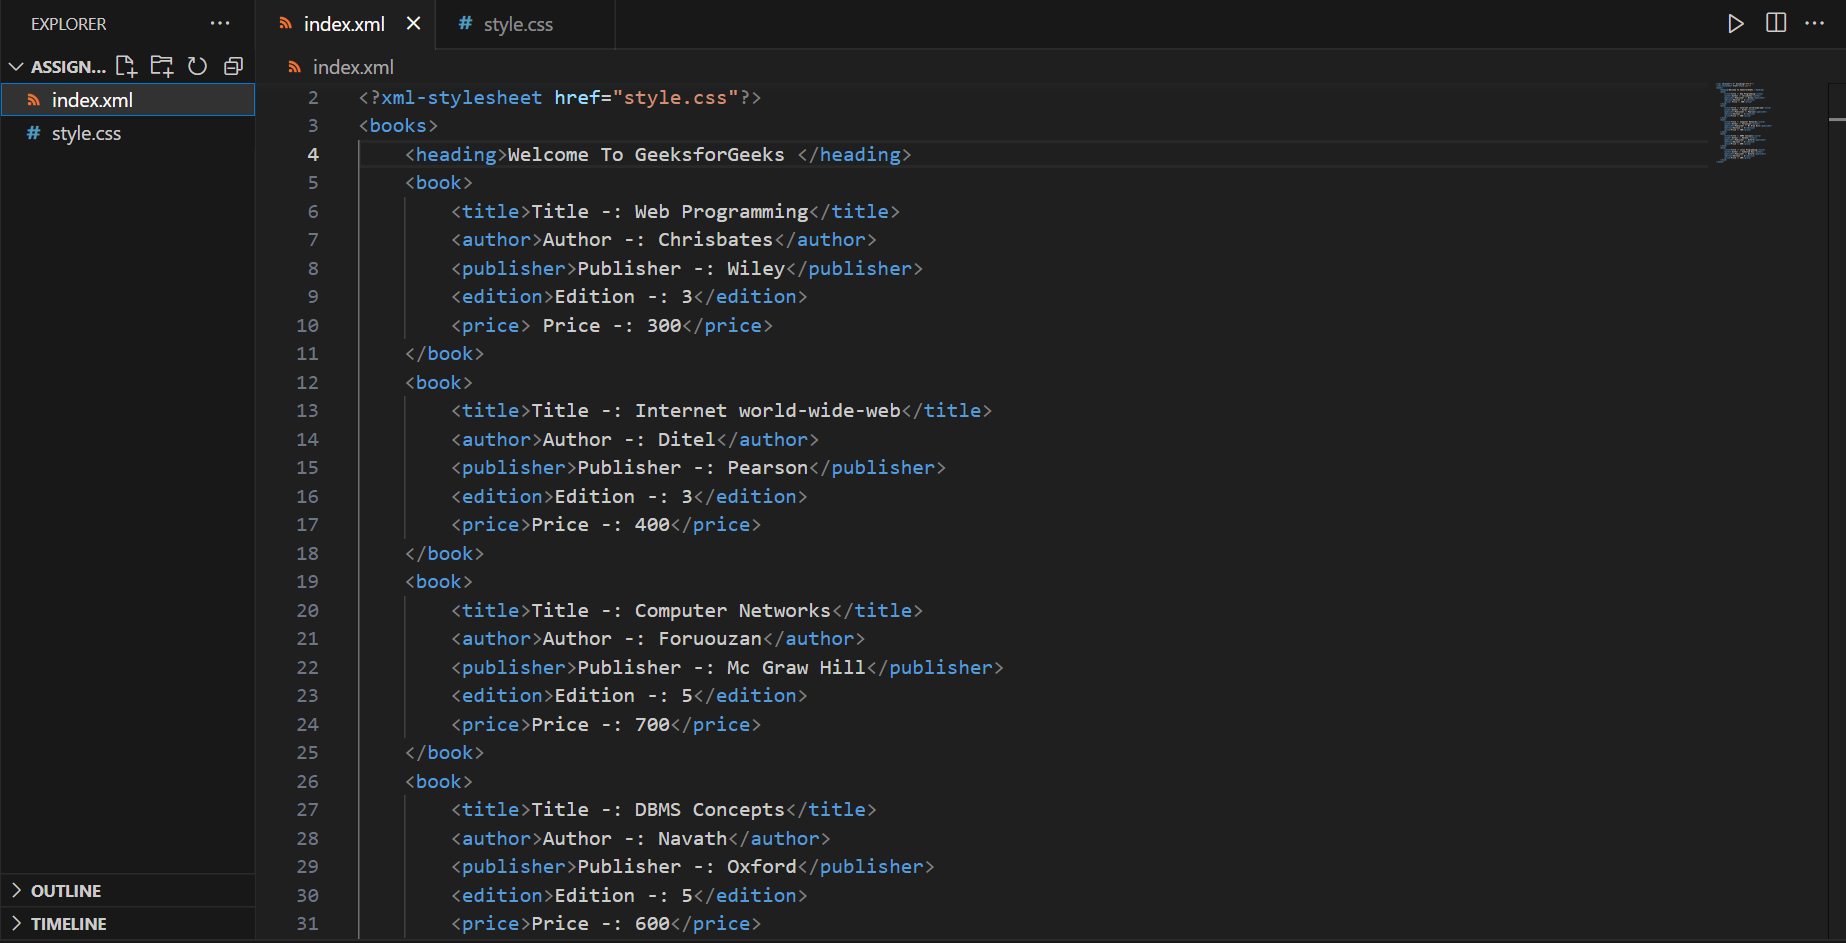 EXPLORER
ASSIGN...
index.xml
style.css
OUTLINE
TIMELINE
index.xml
style.css
index.xml
2 <?xml-stylesheet href="style.css"?>
3 <books>
4 <heading>Welcome To GeeksforGeeks </heading>
5 <book>
6 <title>Title -: Web Programming</title>
7 <author>Author -: Chrisbates</author>
8 <publisher>Publisher -: Wiley</publisher>
9 <edition>Edition -: 3</edition>
10 <price> Price -: 300</price>
11 </book>
12 <book>
13 <title>Title -: Internet world-wide-web</title>
14 <author>Author -: Ditel</author>
15 <publisher>Publisher -: Pearson</publisher>
16 <edition>Edition -: 3</edition>
17 <price>Price -: 400</price>
18 </book>
19 <book>
20 <title>Title -: Computer Networks</title>
21 <author>Author -: Foruouzan</author>
22 <publisher>Publisher -: Mc Graw Hill</publisher>
23 <edition>Edition -: 5</edition>
24 <price>Price -: 700</price>
25 </book>
26 <book>
27 <title>Title -: DBMS Concepts</title>
28 <author>Author -: Navath</author>
29 <publisher>Publisher -: Oxford</publisher>
30 <edition>Edition -: 5</edition>
31 <price>Price -: 600</price>